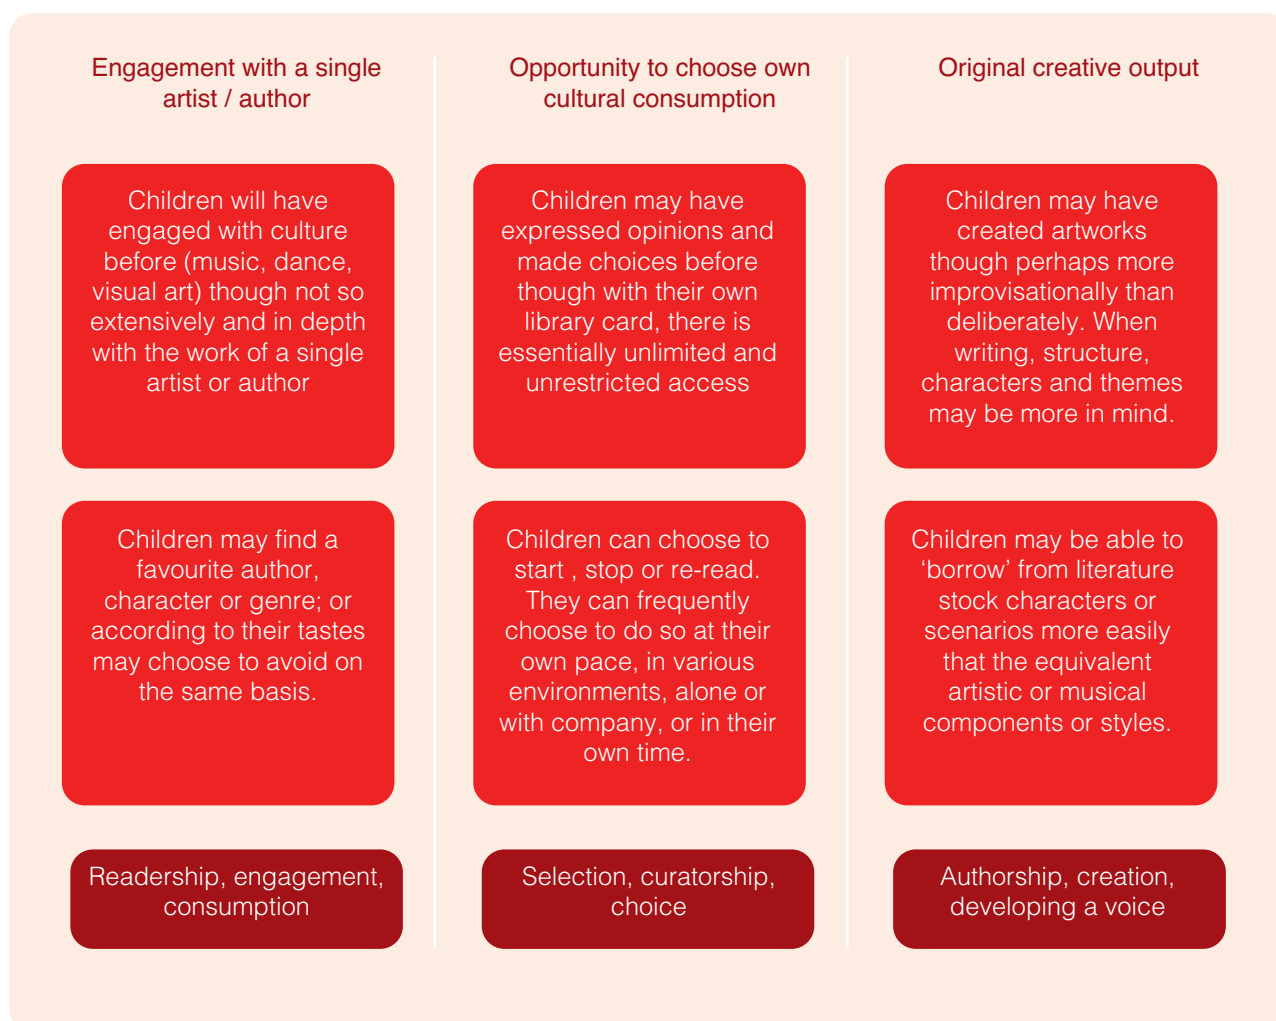 Engagement with a single
artist / author
Children will have
engaged with culture
before (music, dance,
visual art) though not so
extensively and in depth
with the work of a single
artist or author
Children may find a
favourite author,
character or genre; or
according to their tastes
may choose to avoid on
the same basis.
Readership, engagement,
consumption
Opportunity to choose own
cultural consumption
Children may have
expressed opinions and
made choices before
though with their own
library card, there is
essentially unlimited and
unrestricted access
Children can choose to
start , stop or re-read.
They can frequently
choose to do so at their
own pace, in various
environments, alone or
with company, or in their
own time.
Selection, curatorship,
choice
Original creative output
Children may have
created artworks
though perhaps more
improvisationally than
deliberately. When
writing, structure,
characters and themes
may be more in mind.
Children may be able to
‘borrow’ from literature
stock characters or
scenarios more easily
that the equivalent
artistic or musical
components or styles.
Authorship, creation,
developing a voice